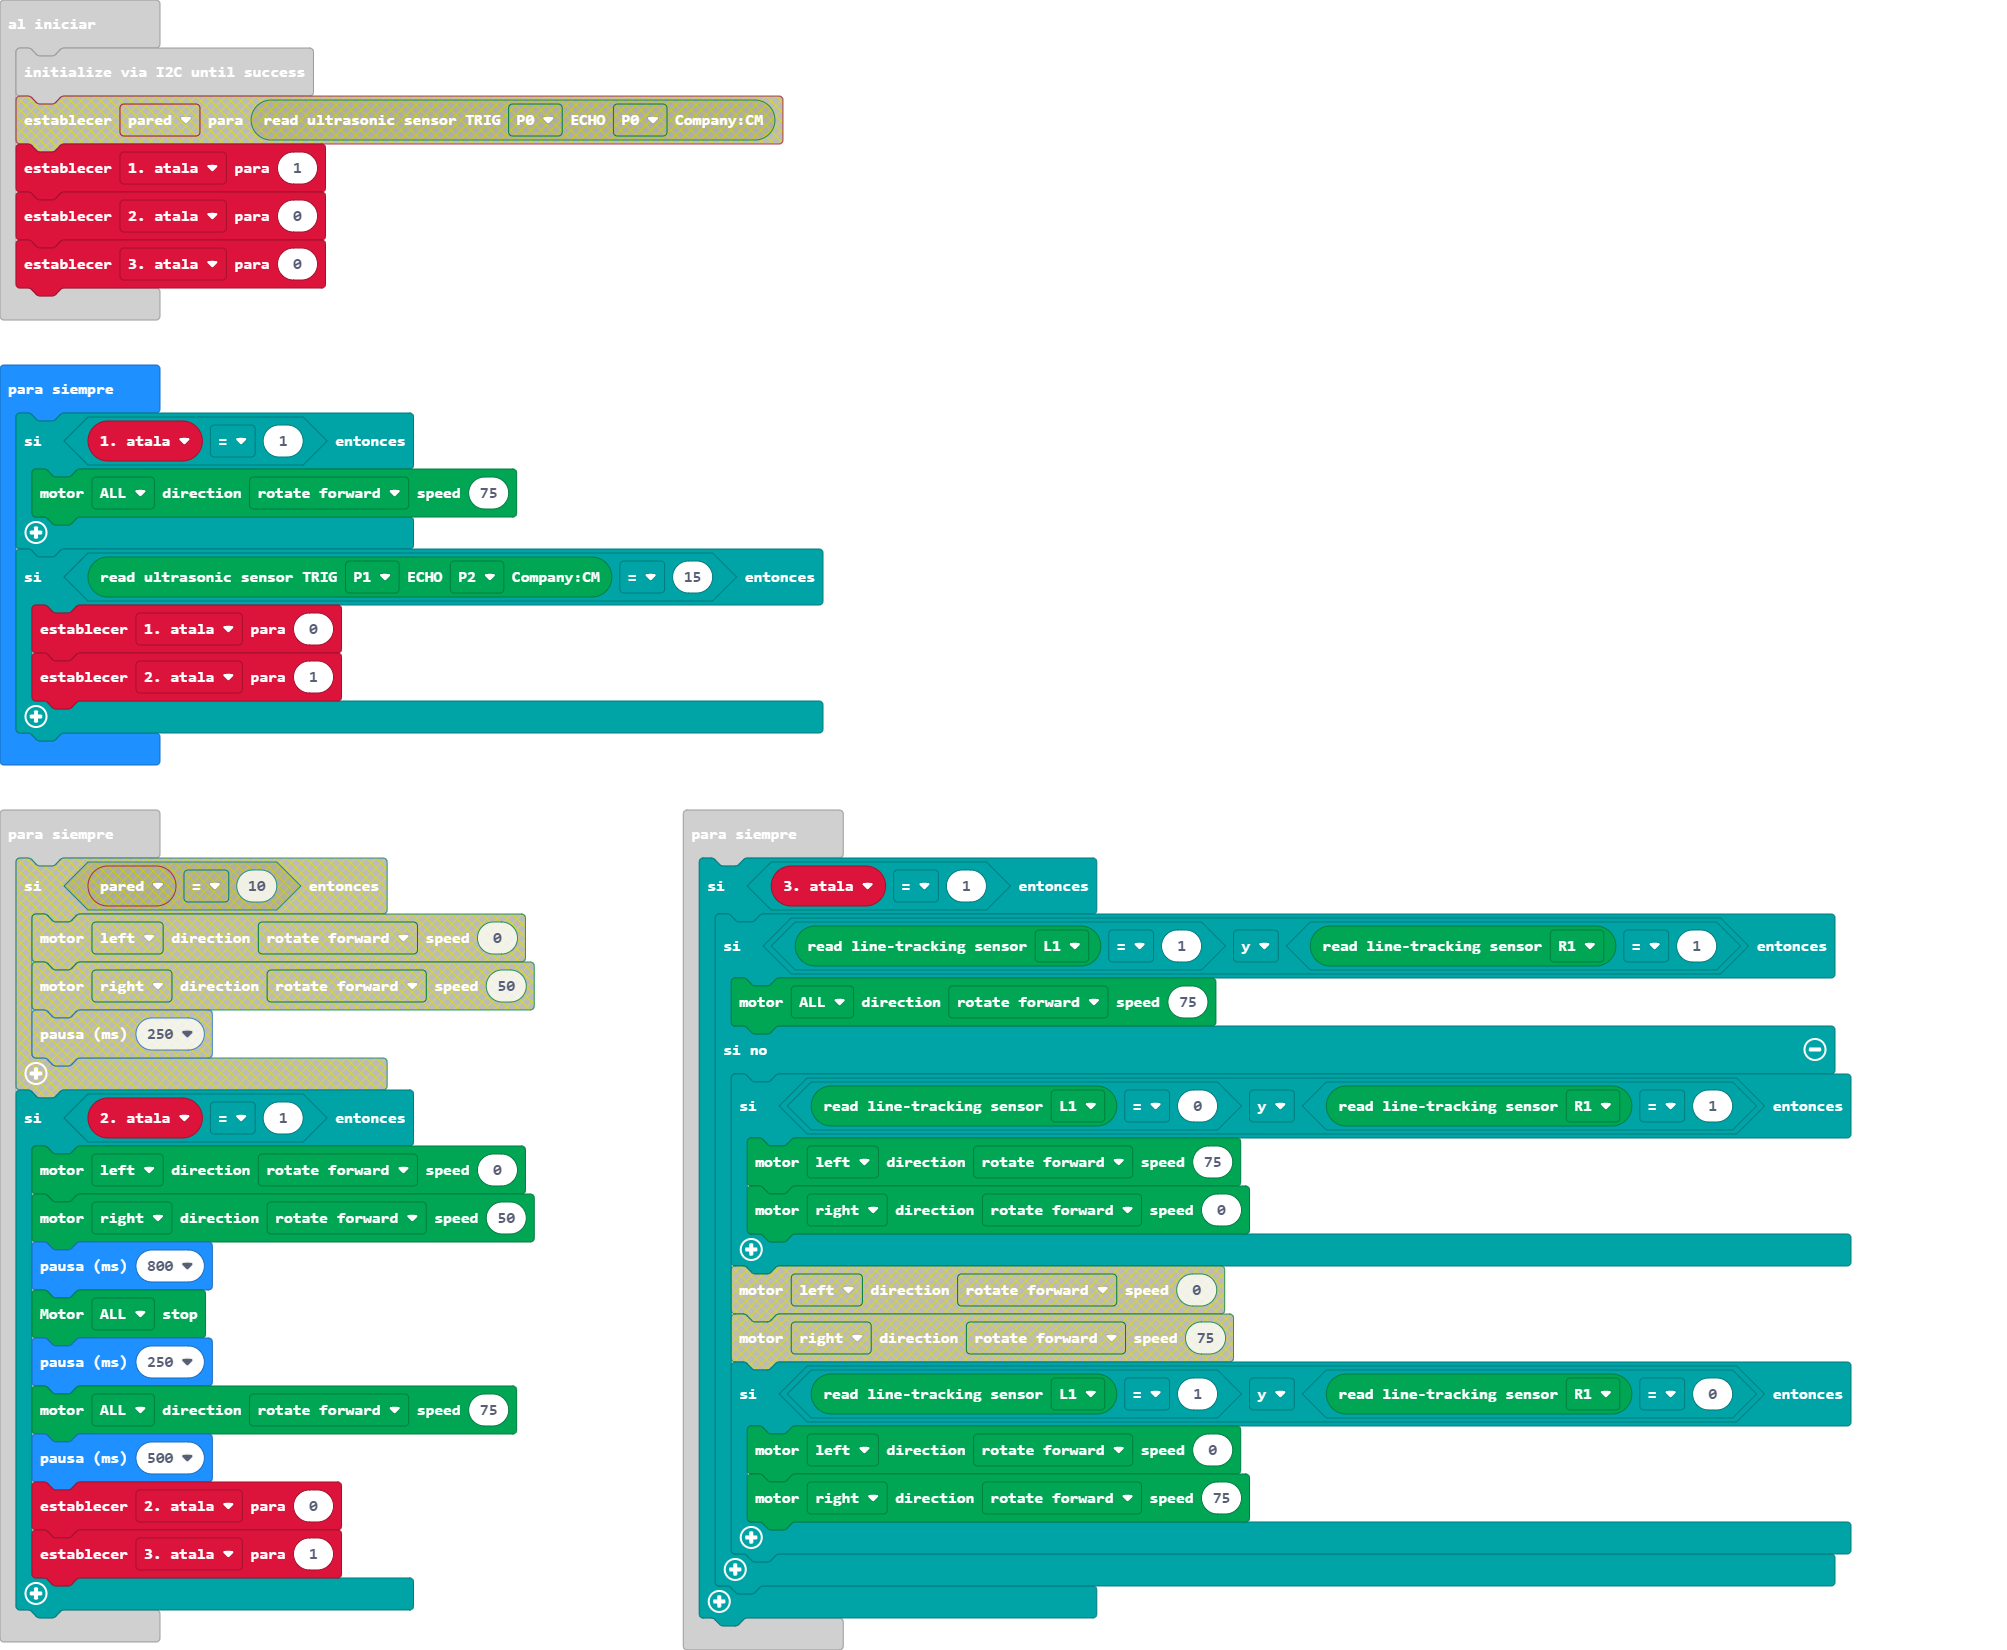 al iniciar
initialize via I2C until success
establecer pared para read ultrasonic sensor TRIG P0 ECHO P0 Company:CM
establecer 1. atala para 1
establecer 2. atala para 0
establecer 3. atala para 0
para siempre
si 1. atala = 1 entonces
motor ALL direction rotate forward speed 75
si read ultrasonic sensor TRIG P1 ECHO P2 Company:CM = 15 entonces
establecer 1. atala para 0
establecer 2. atala para 1
para siempre
si pared = 10 entonces
motor left direction rotate forward speed 0
motor right direction rotate forward speed 50
pausa (ms) 250
si 2. atala = 1 entonces
motor left direction rotate forward speed 0
motor right direction rotate forward speed 50
pausa (ms) 800
Motor ALL stop
pausa (ms) 250
motor ALL direction rotate forward speed 75
pausa (ms) 500
establecer 2. atala para 0
establecer 3. atala para 1
para siempre
si 3. atala = 1 entonces
si read line-tracking sensor L1 = 1 y read line-tracking sensor R1 = 1 entonces
motor ALL direction rotate forward speed 75
si no
si read line-tracking sensor L1 = 0 y read line-tracking sensor R1 = 1 entonces
motor left direction rotate forward speed 75
motor right direction rotate forward speed 0
motor left direction rotate forward speed 0
motor right direction rotate forward speed 75
si read line-tracking sensor L1 = 1 y read line-tracking sensor R1 = 0 entonces
motor left direction rotate forward speed 0
motor right direction rotate forward speed 75